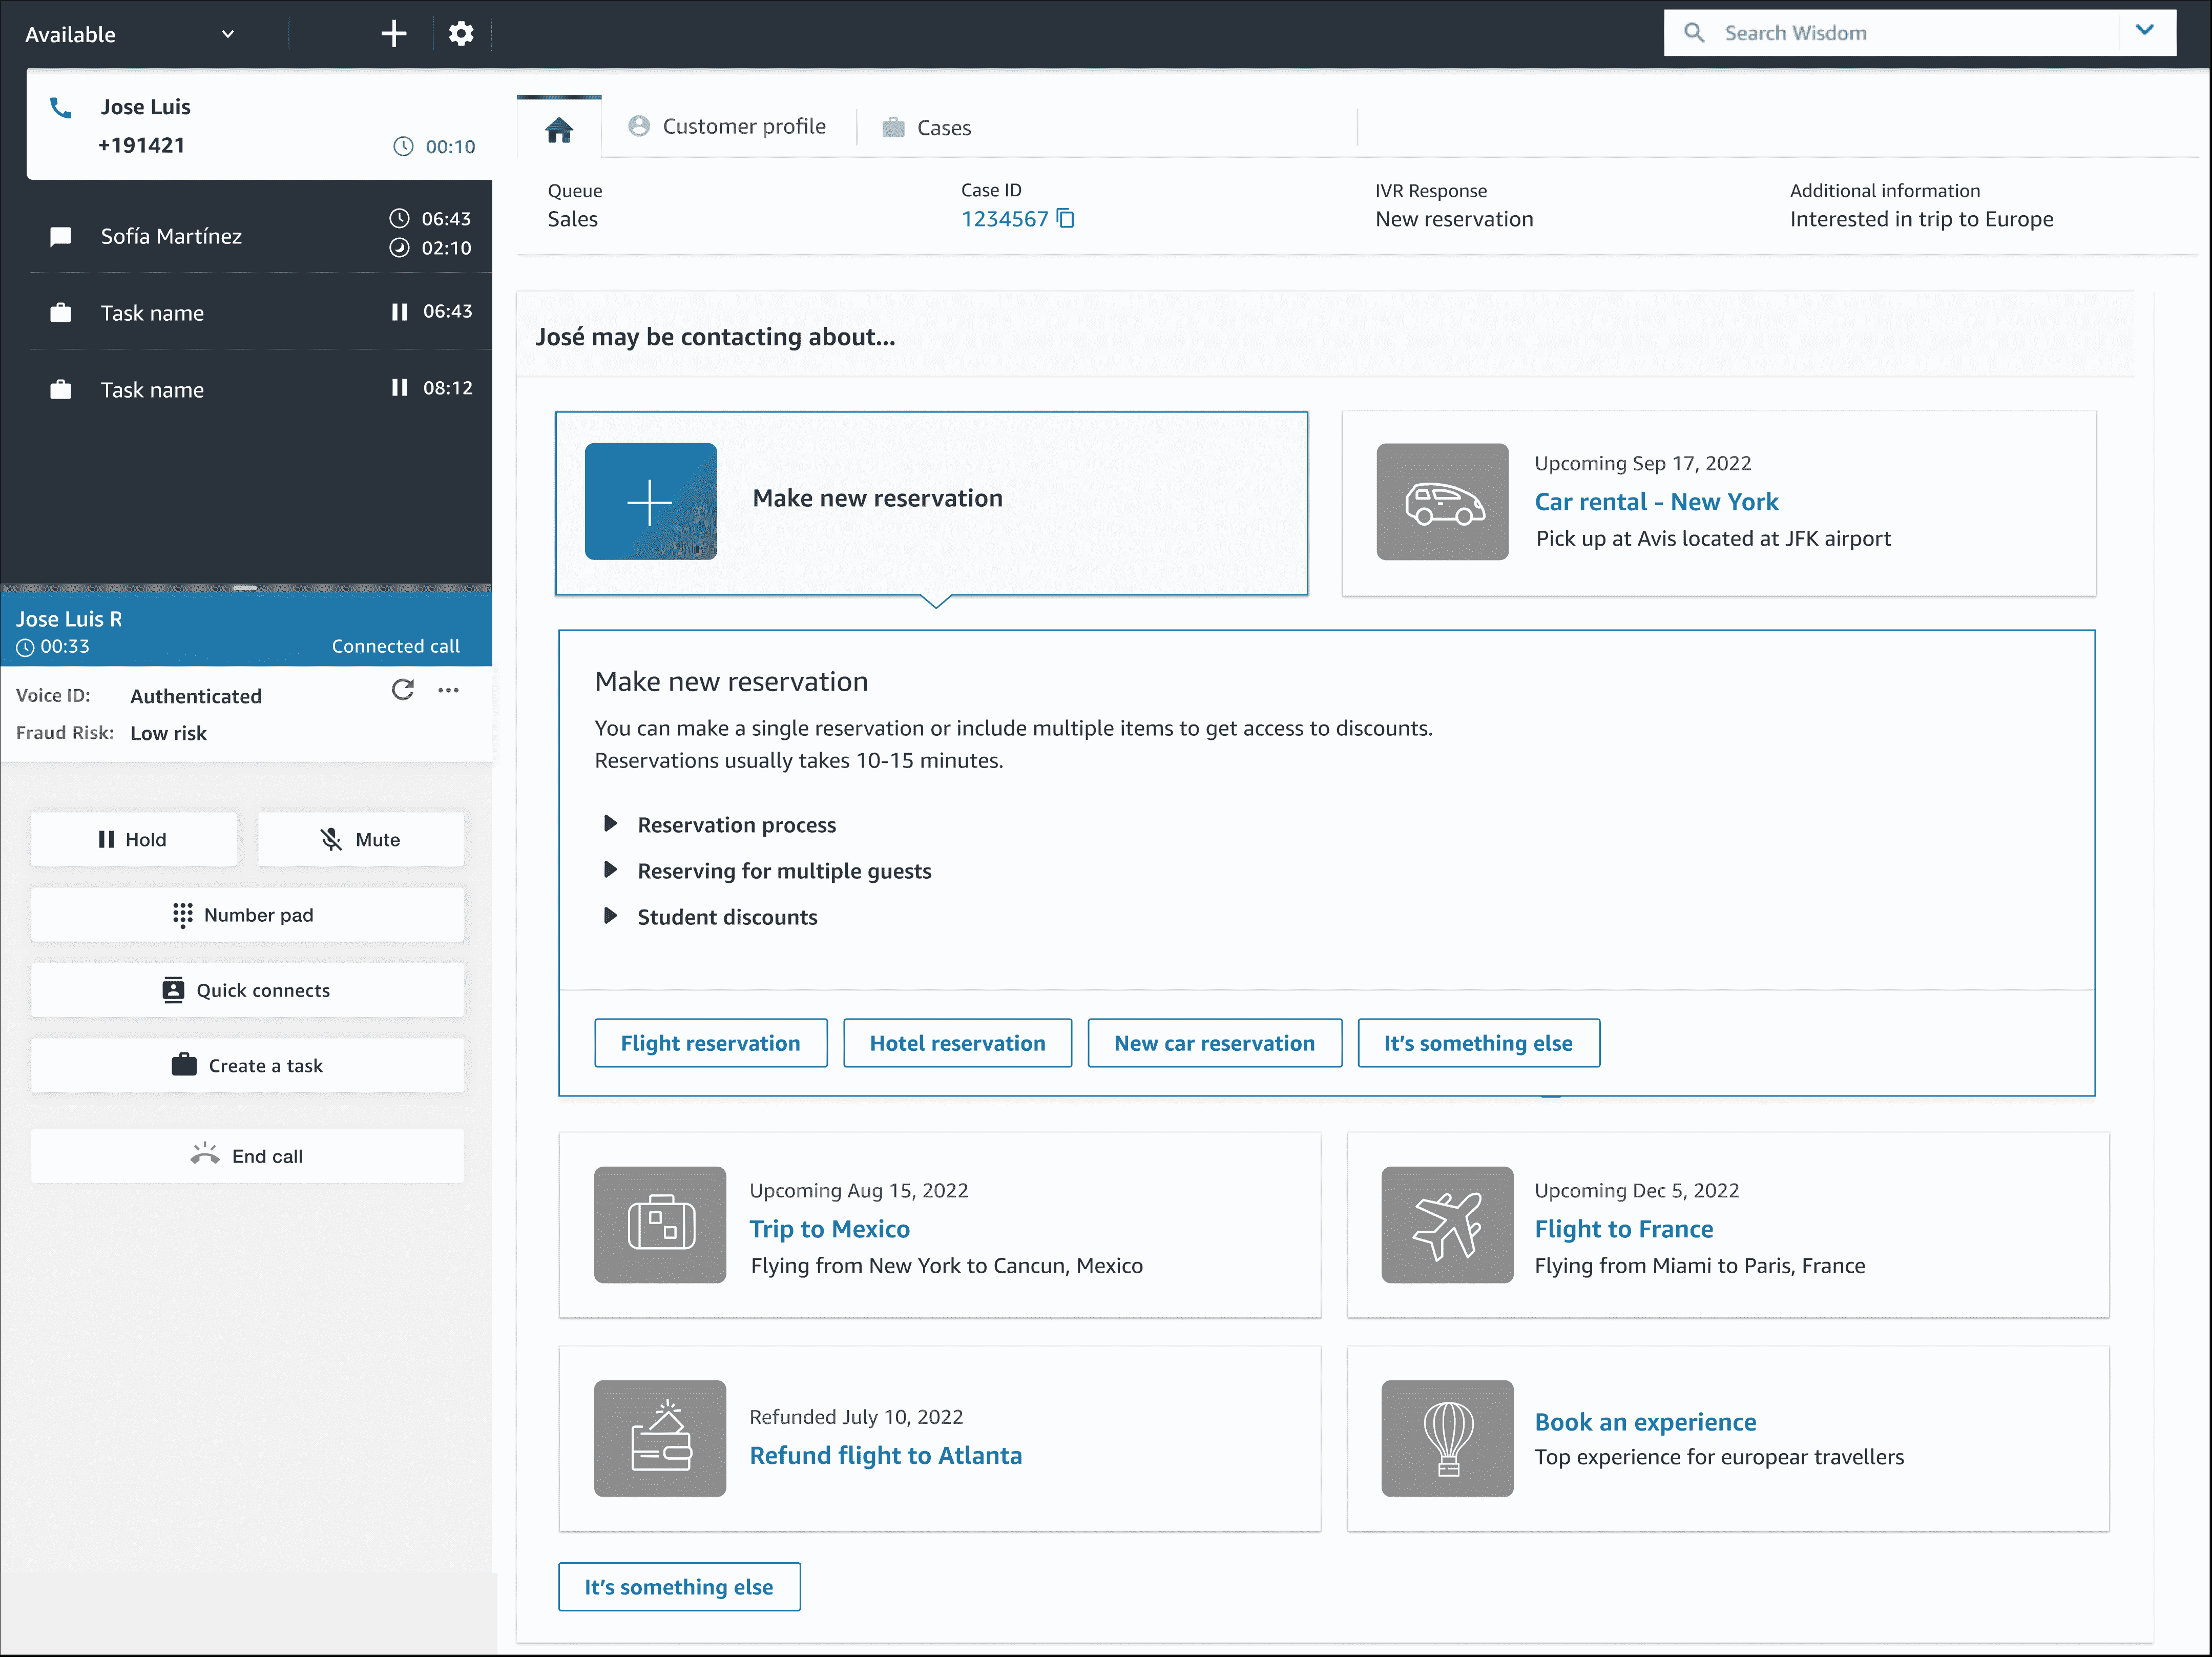 Available
Search Wisdom
Jose Luis
+191421
00:10
Sofía Martínez
06:43
02:10
Task name
06:43
Task name
08:12
Jose Luis R
00:33
Connected call
Voice ID: Authenticated
Fraud Risk: Low risk
Hold
Mute
Number pad
Quick connects
Create a task
End call
Customer profile
Cases
Queue
Sales
Case ID
1234567
IVR Response
New reservation
Additional information
Interested in trip to Europe
José may be contacting about...
Make new reservation
Upcoming Sep 17, 2022
Car rental - New York
Pick up at Avis located at JFK airport
Make new reservation
You can make a single reservation or include multiple items to get access to discounts.
Reservations usually takes 10-15 minutes.
Reservation process
Reserving for multiple guests
Student discounts
Flight reservation
Hotel reservation
New car reservation
It’s something else
Upcoming Aug 15, 2022
Trip to Mexico
Flying from New York to Cancun, Mexico
Upcoming Dec 5, 2022
Flight to France
Flying from Miami to Paris, France
Refunded July 10, 2022
Refund flight to Atlanta
Book an experience
Top experience for europear travellers
It’s something else